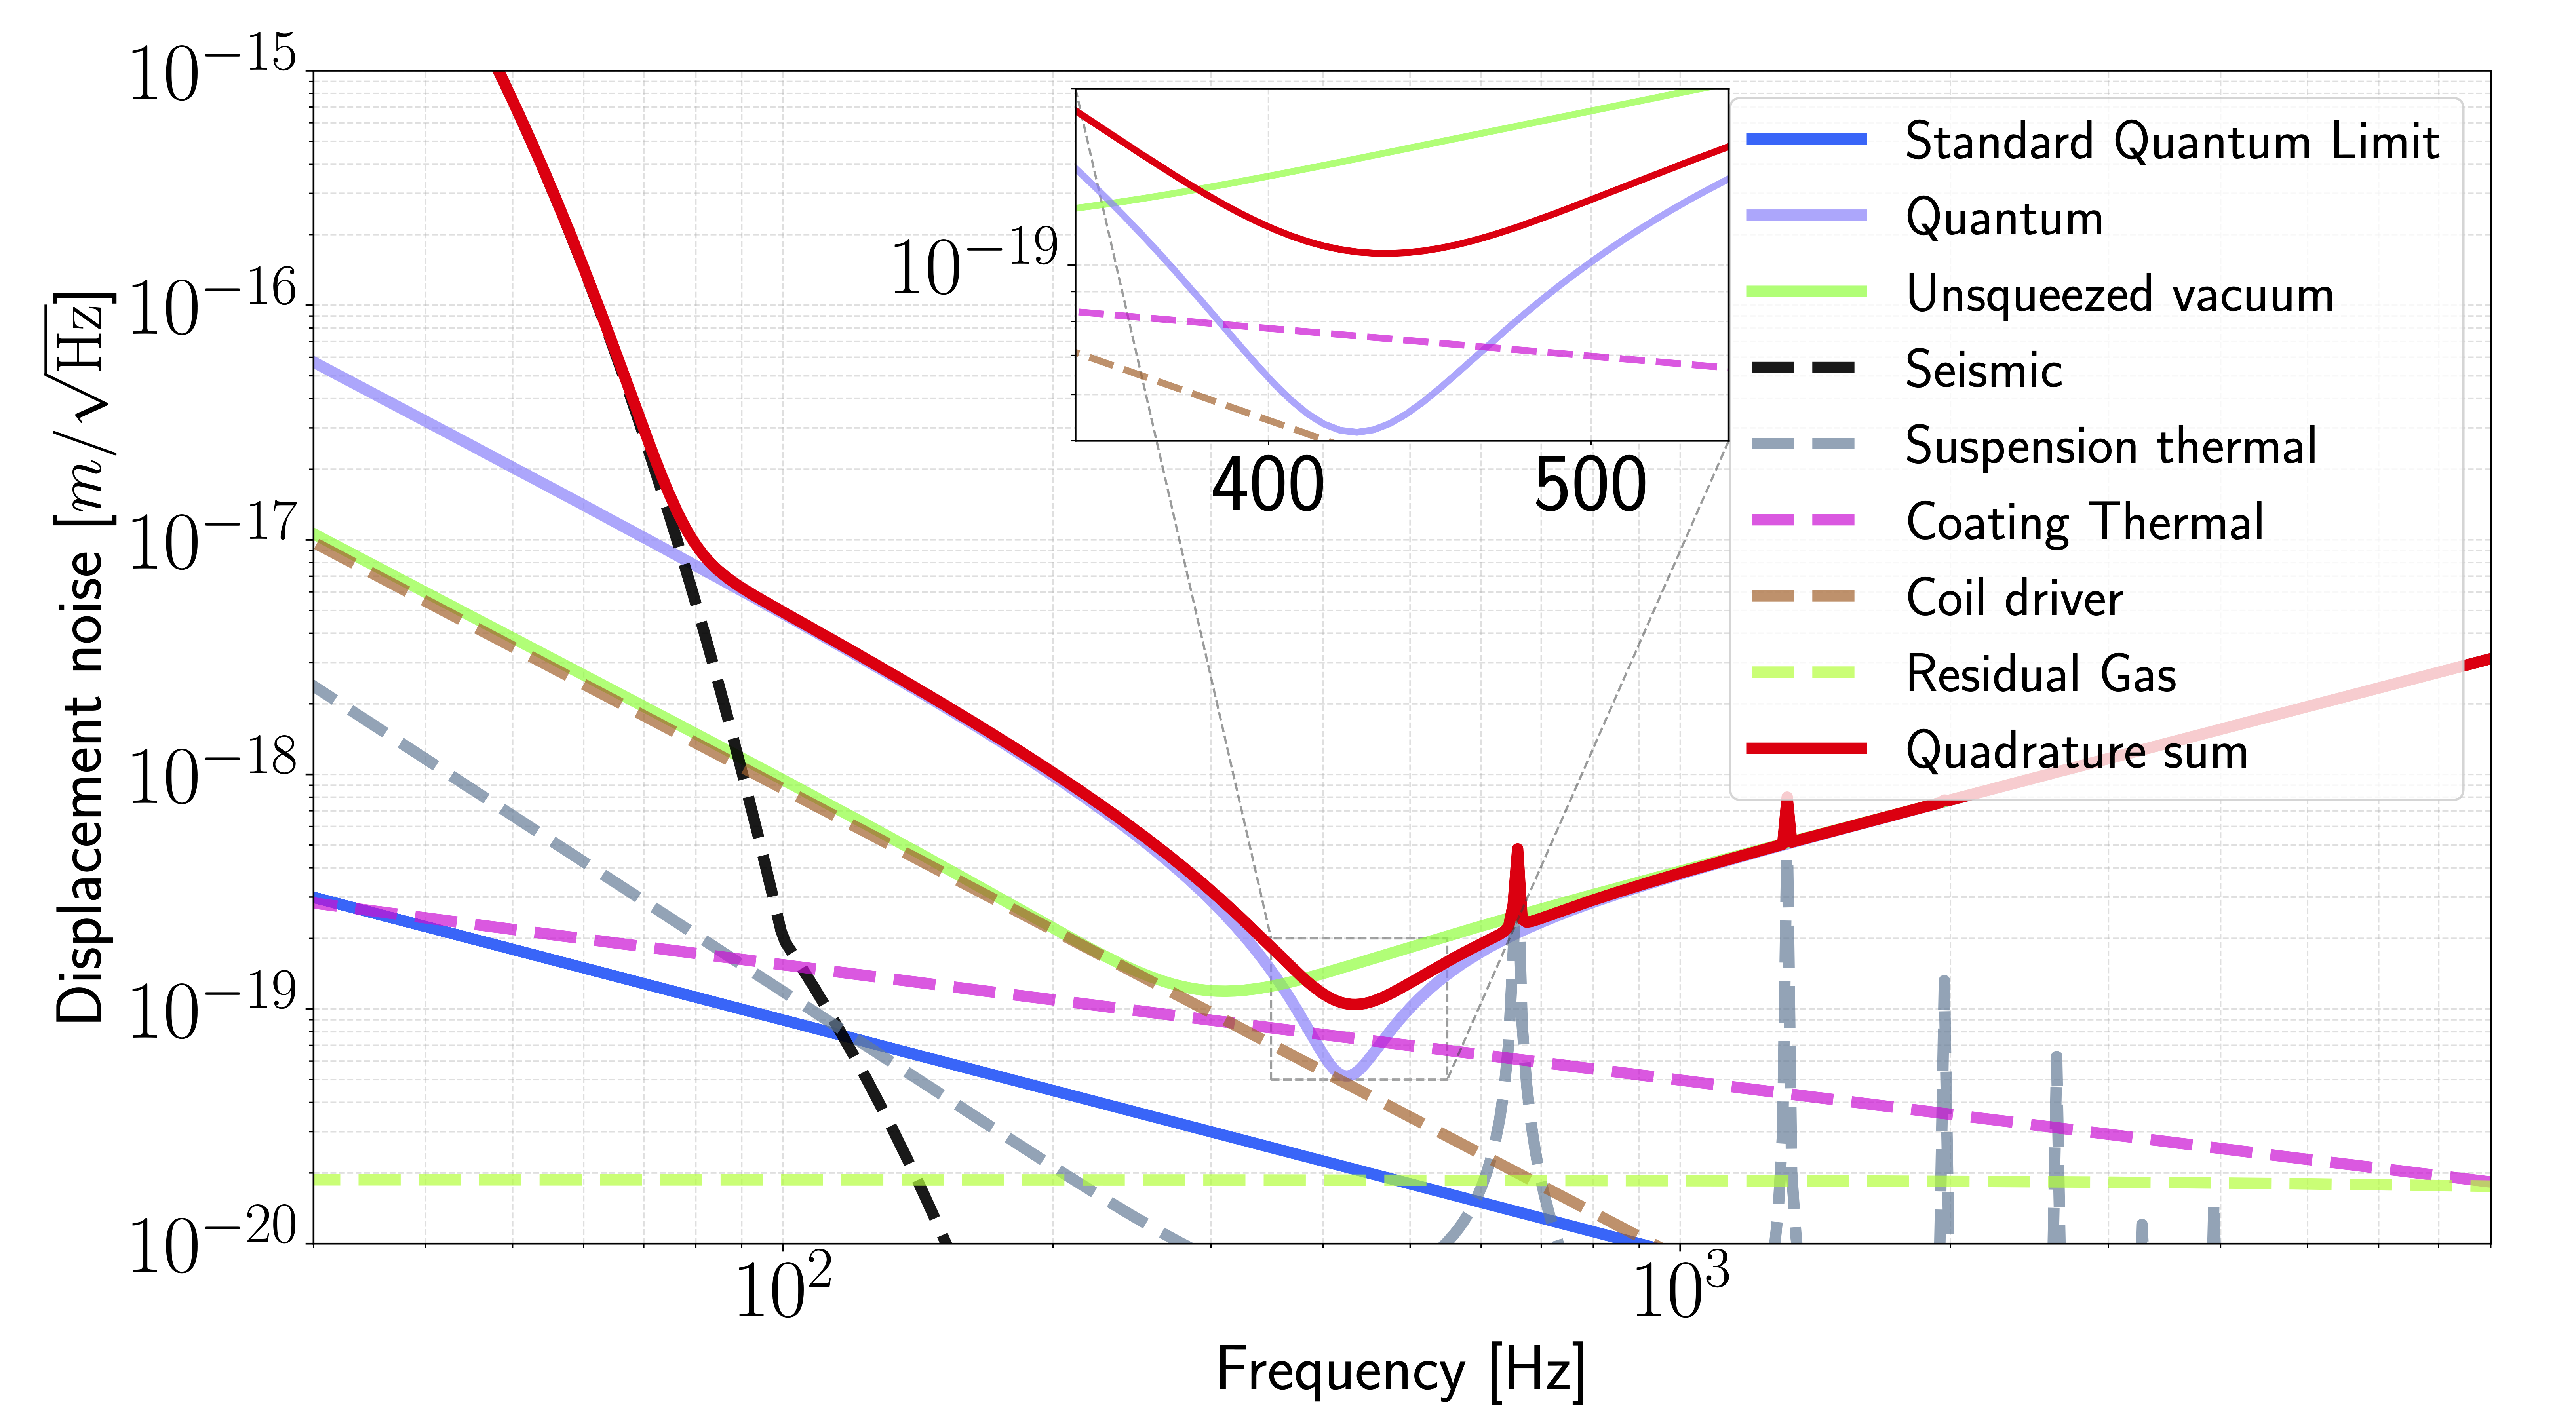 10^{-15}
10^{-16}
10^{-17}
10^{-18}
10^{-19}
10^{-20}
Displacement noise [m/√Hz]
10^{-19}
400 500
Standard Quantum Limit
Quantum
Unsqueezed vacuum
Seismic
Suspension thermal
Coating Thermal
Coil driver
Residual Gas
Quadrature sum
10^2 10^3
Frequency [Hz]